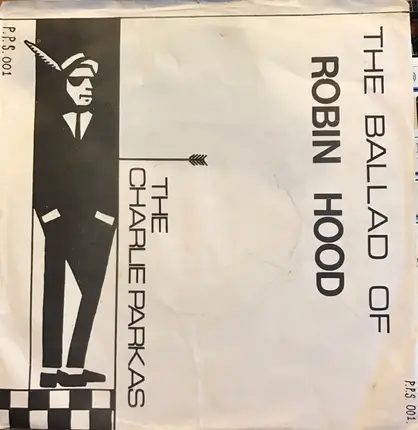 THE BALLAD OF
ROBIN HOOD
THE
CHARLIE PARKAS
P.P.S. 001
P.P.S. 001.